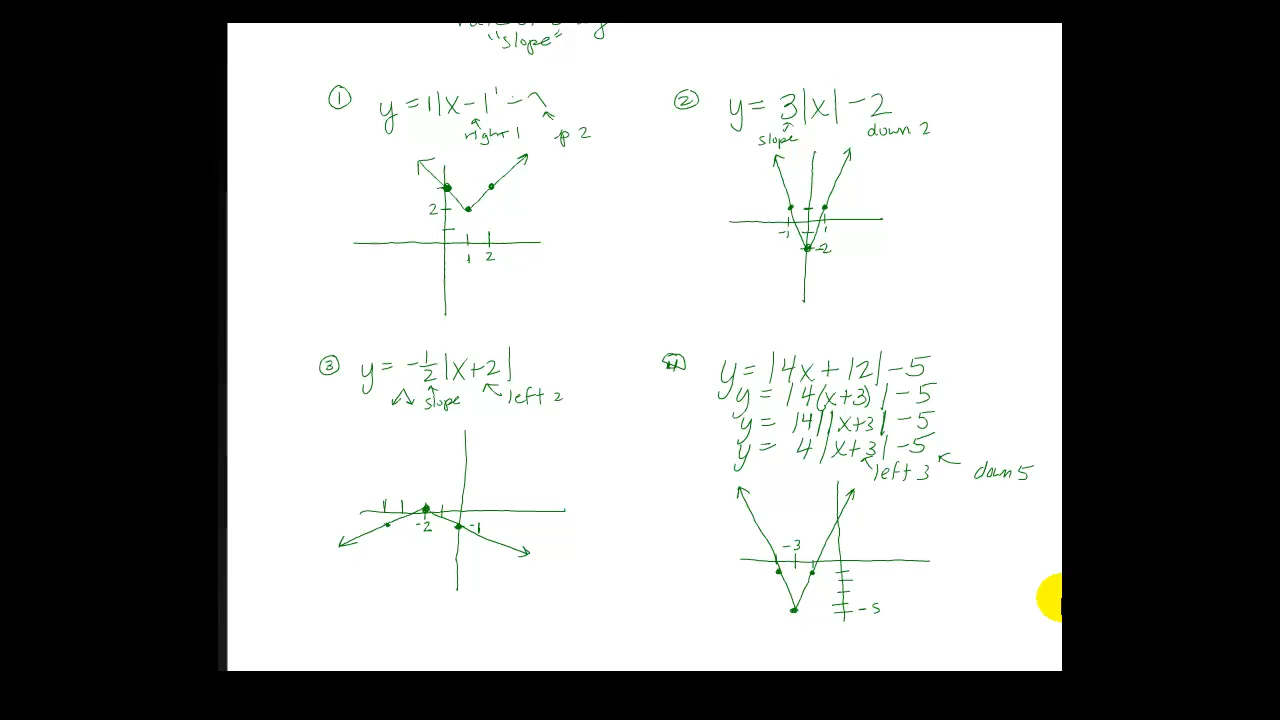 "slope"
① y = 1|x - 1
right 1
p 2
2
1 2
② y = 3|x| - 2
slope
down 2
-1 1
-2
③ y = -1/2|x+2|
slope
left 2
-2 -1
④ y = |4x + 12| - 5
y = |4(x+3)| - 5
y = |4||x+3| - 5
y = 4|x+3| - 5
left 3
down 5
-3
-5